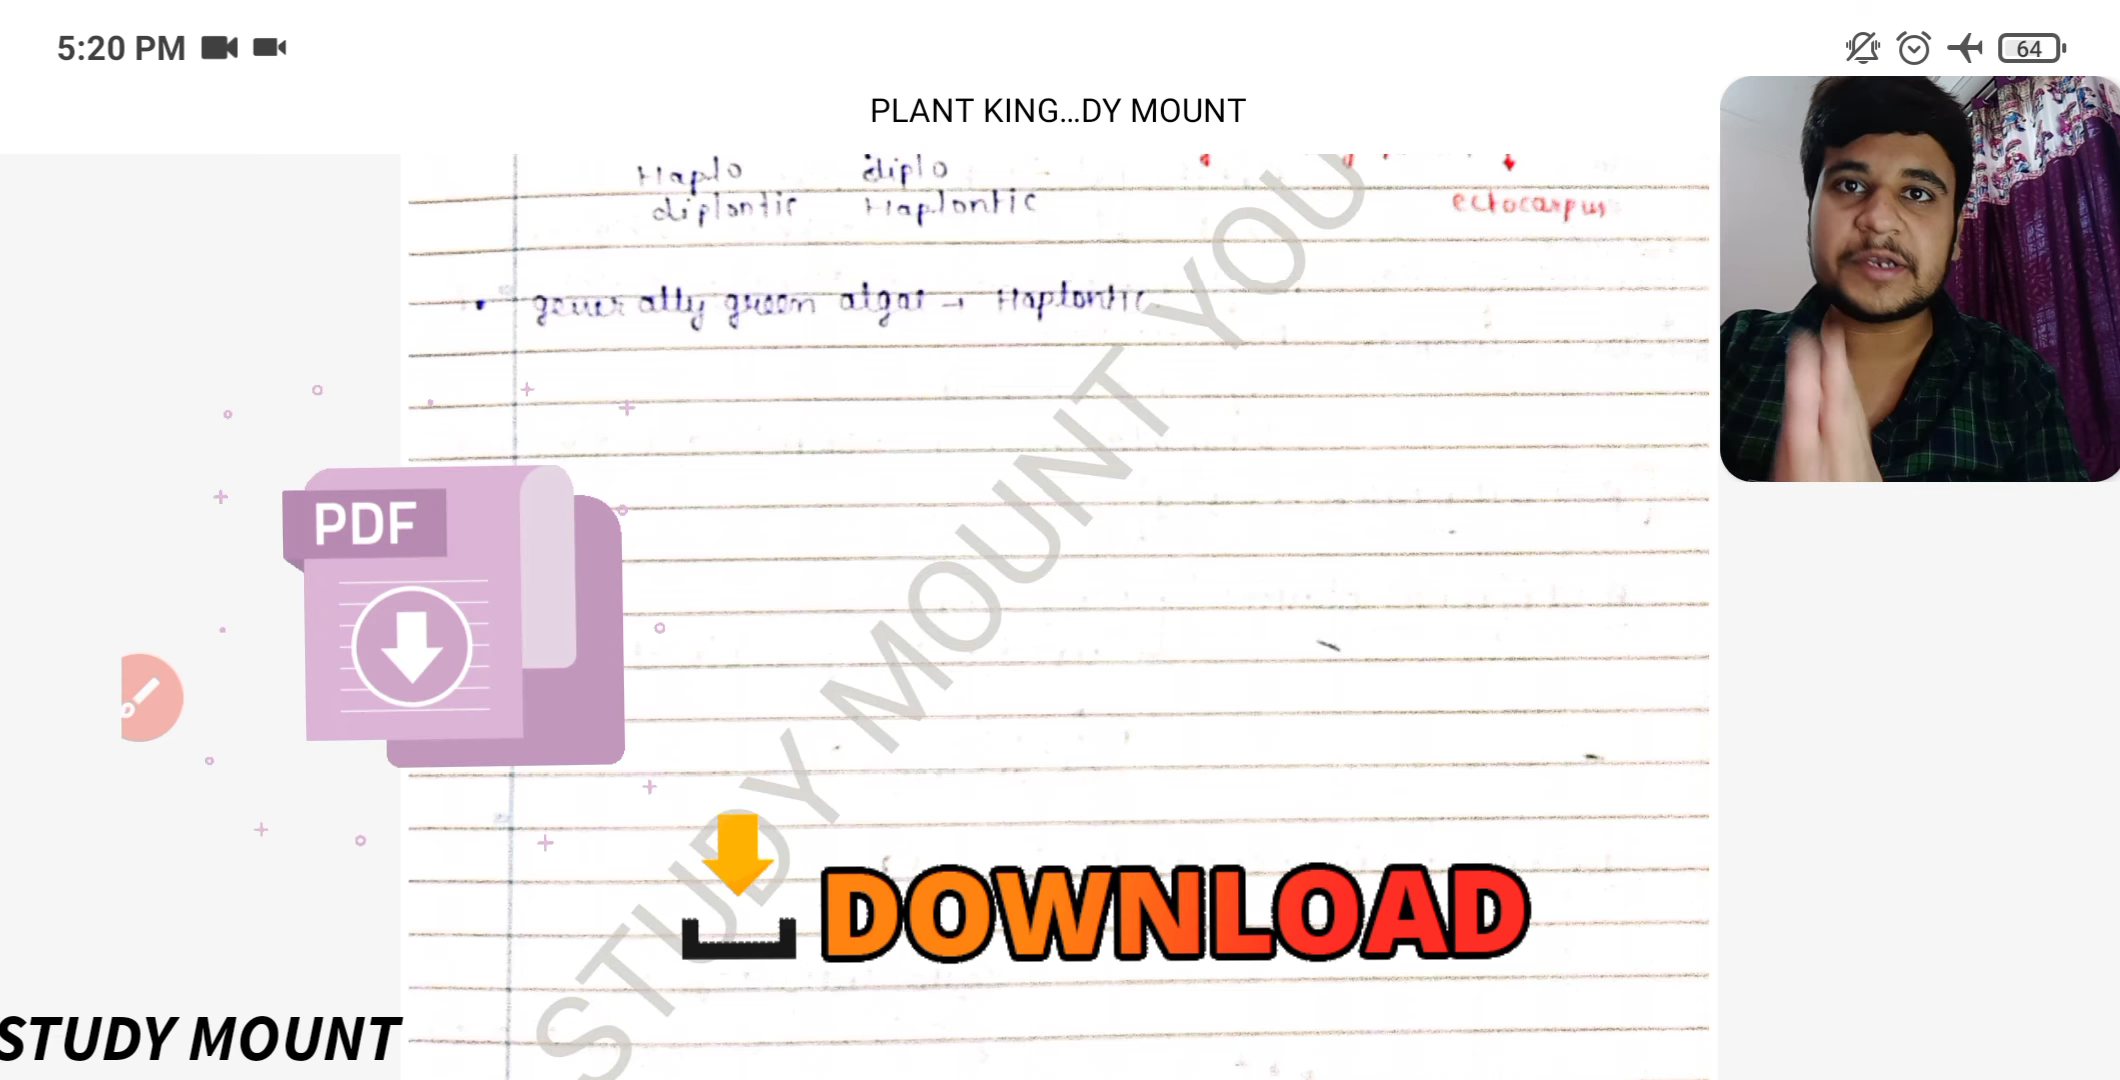 5:20 PM
64
PLANT KING...DY MOUNT
Haplo diplo
diplontic Haplontic
ectocarpus
• generally green algae → Haplontic
PDF
STUDY MOUNT YOU
DOWNLOAD
STUDY MOUNT